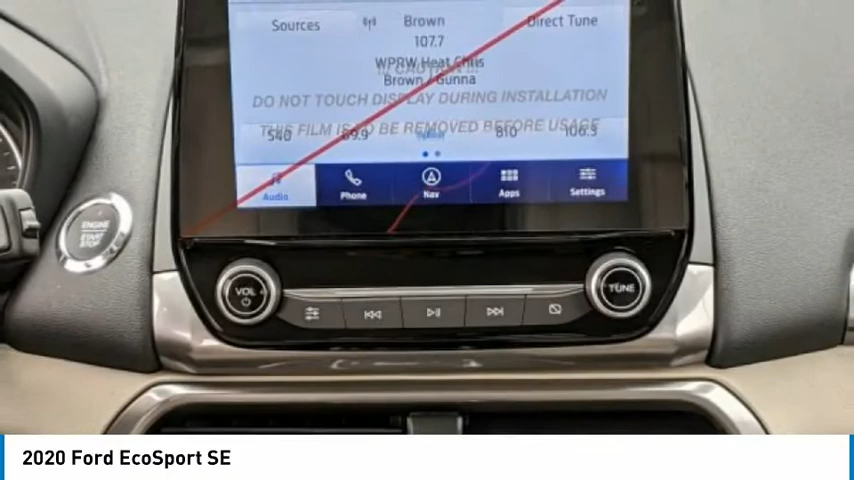 Sources Brown Direct Tune
107.7
WPRW Heat Chris
!!! CAUTION !!!
Brown / Gunna
DO NOT TOUCH DISPLAY DURING INSTALLATION
THIS FILM IS TO BE REMOVED BEFORE USAGE
540 89.9 810 106.3
Audio Phone Nav Apps Settings
ENGINE
START
STOP
VOL TUNE
2020 Ford EcoSport SE